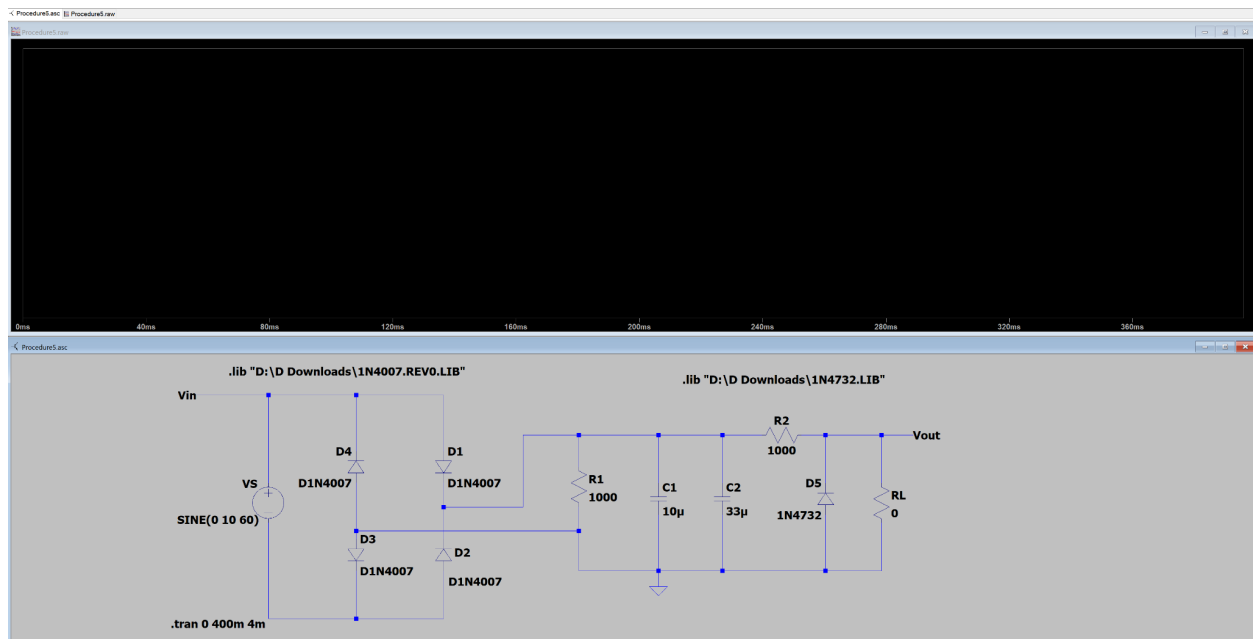 Procedure5.asc Procedure5.raw
Procedure5.raw
0ms 40ms 80ms 120ms 160ms 200ms 240ms 280ms 320ms 360ms
Procedure5.asc
.lib "D:\D Downloads\1N4007.REV0.LIB"
.lib "D:\D Downloads\1N4732.LIB"
Vin
R2
Vout
1000
D4
D1
D1N4007
D1N4007
VS
R1
1000
C1
10µ
C2
33µ
D5
1N4732
RL
0
SINE(0 10 60)
D3
D1N4007
D2
D1N4007
.tran 0 400m 4m